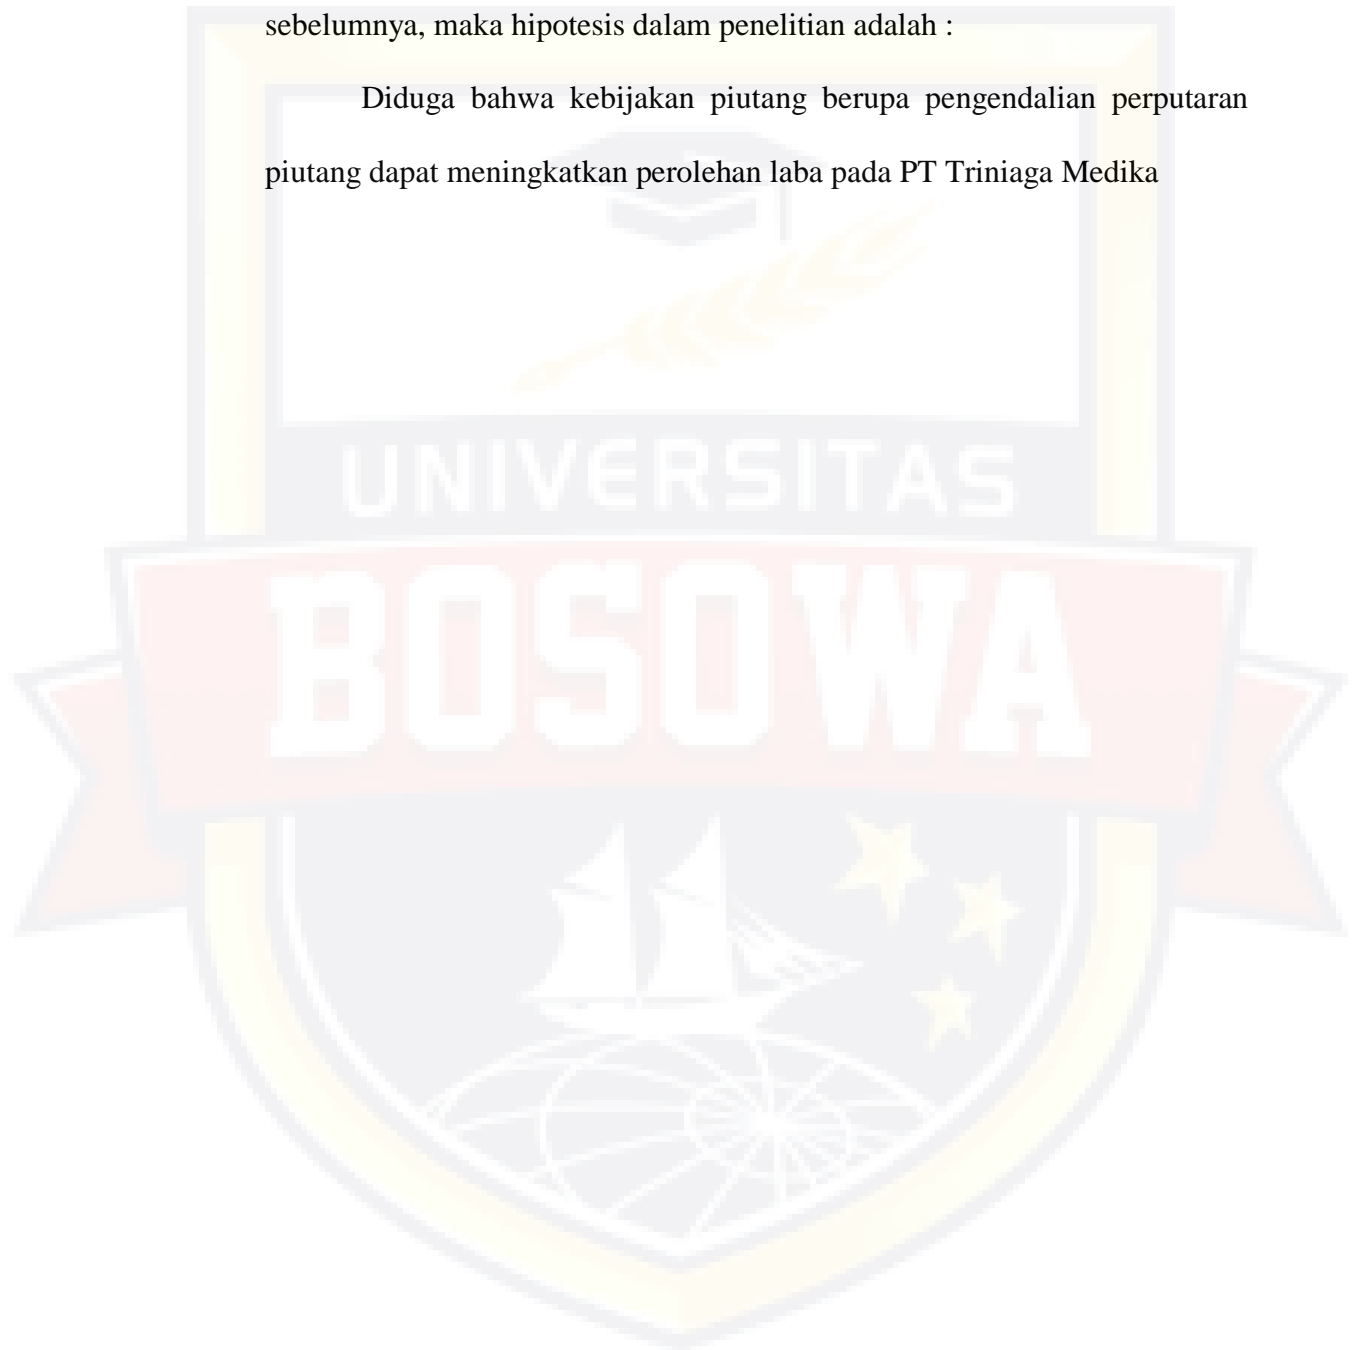 sebelumnya, maka hipotesis dalam penelitian adalah :
Diduga bahwa kebijakan piutang berupa pengendalian perputaran
piutang dapat meningkatkan perolehan laba pada PT Triniaga Medika
UNIVERSITAS
BOSOWA